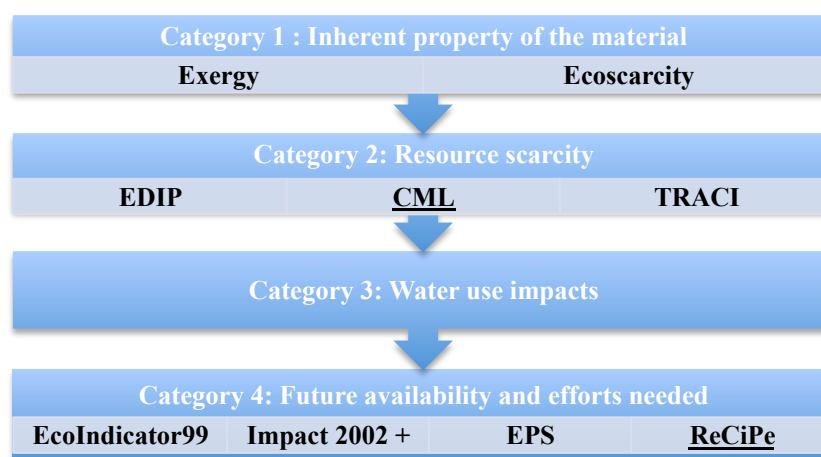 Category 1 : Inherent property of the material
Exergy Ecoscarcity
Category 2: Resource scarcity
EDIP CML TRACI
Category 3: Water use impacts
Category 4: Future availability and efforts needed
EcoIndicator99 Impact 2002 + EPS ReCiPe